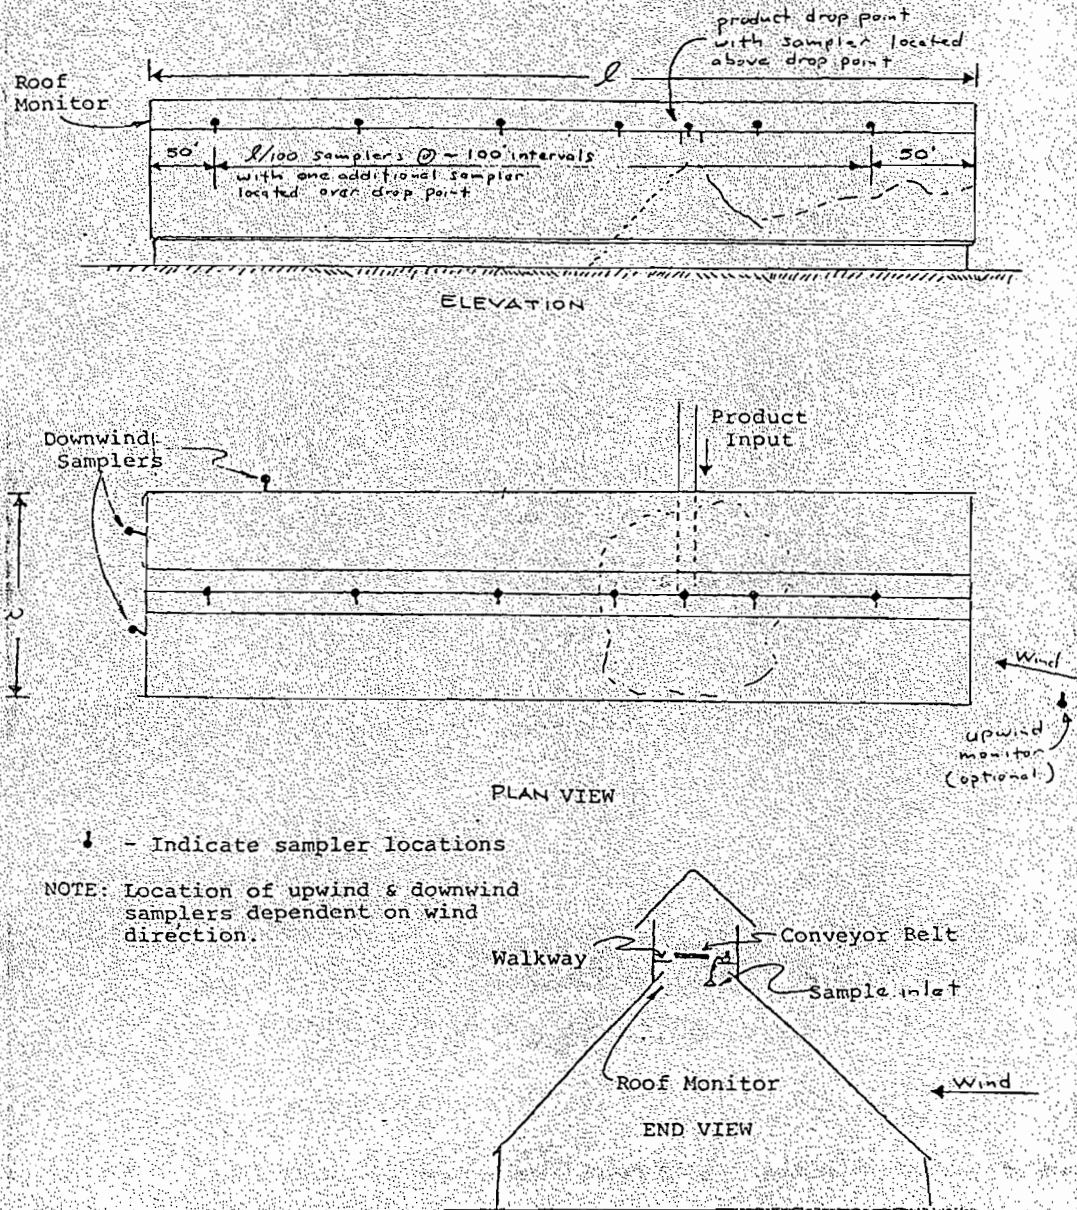 product drop point
with sampler located
above drop point
ℓ
Roof
Monitor
50'
ℓ/100 samplers @ ~ 100' intervals
with one additional sampler
located over drop point
50'
ELEVATION
Product
Input
Downwind
Samplers
Wind
upwind
monitor
(optional)
PLAN VIEW
- Indicate sampler locations
NOTE: Location of upwind & downwind
samplers dependent on wind
direction.
Walkway
Conveyor Belt
Sample inlet
Roof Monitor
Wind
END VIEW